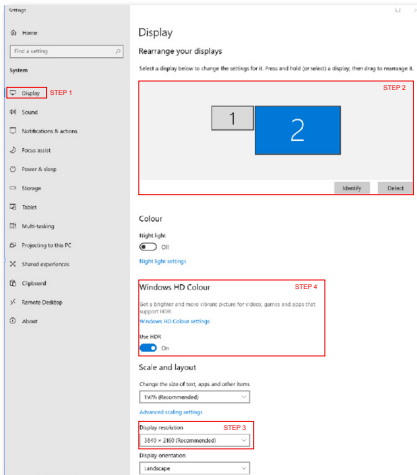 Settings
Home
Find a setting
System
Display STEP 1
Sound
Notifications & actions
Focus assist
Power & sleep
Storage
Tablet
Multi-tasking
Projecting to this PC
Shared experiences
Clipboard
Remote Desktop
About
Display
Rearrange your displays
Select a display below to change the settings for it. Press and hold (or select) a display, then drag to rearrange it.
STEP 2
1 2
Identify Detect
Colour
Night light
Off
Night light settings
Windows HD Colour STEP 4
Get a brighter and more vibrant picture for videos, games and apps that
support HDR.
Windows HD Colour settings
Use HDR
On
Scale and layout
Change the size of text, apps and other items
150% (Recommended)
Advanced scaling settings
Display resolution STEP 3
3840 × 2160 (Recommended)
Display orientation
Landscape